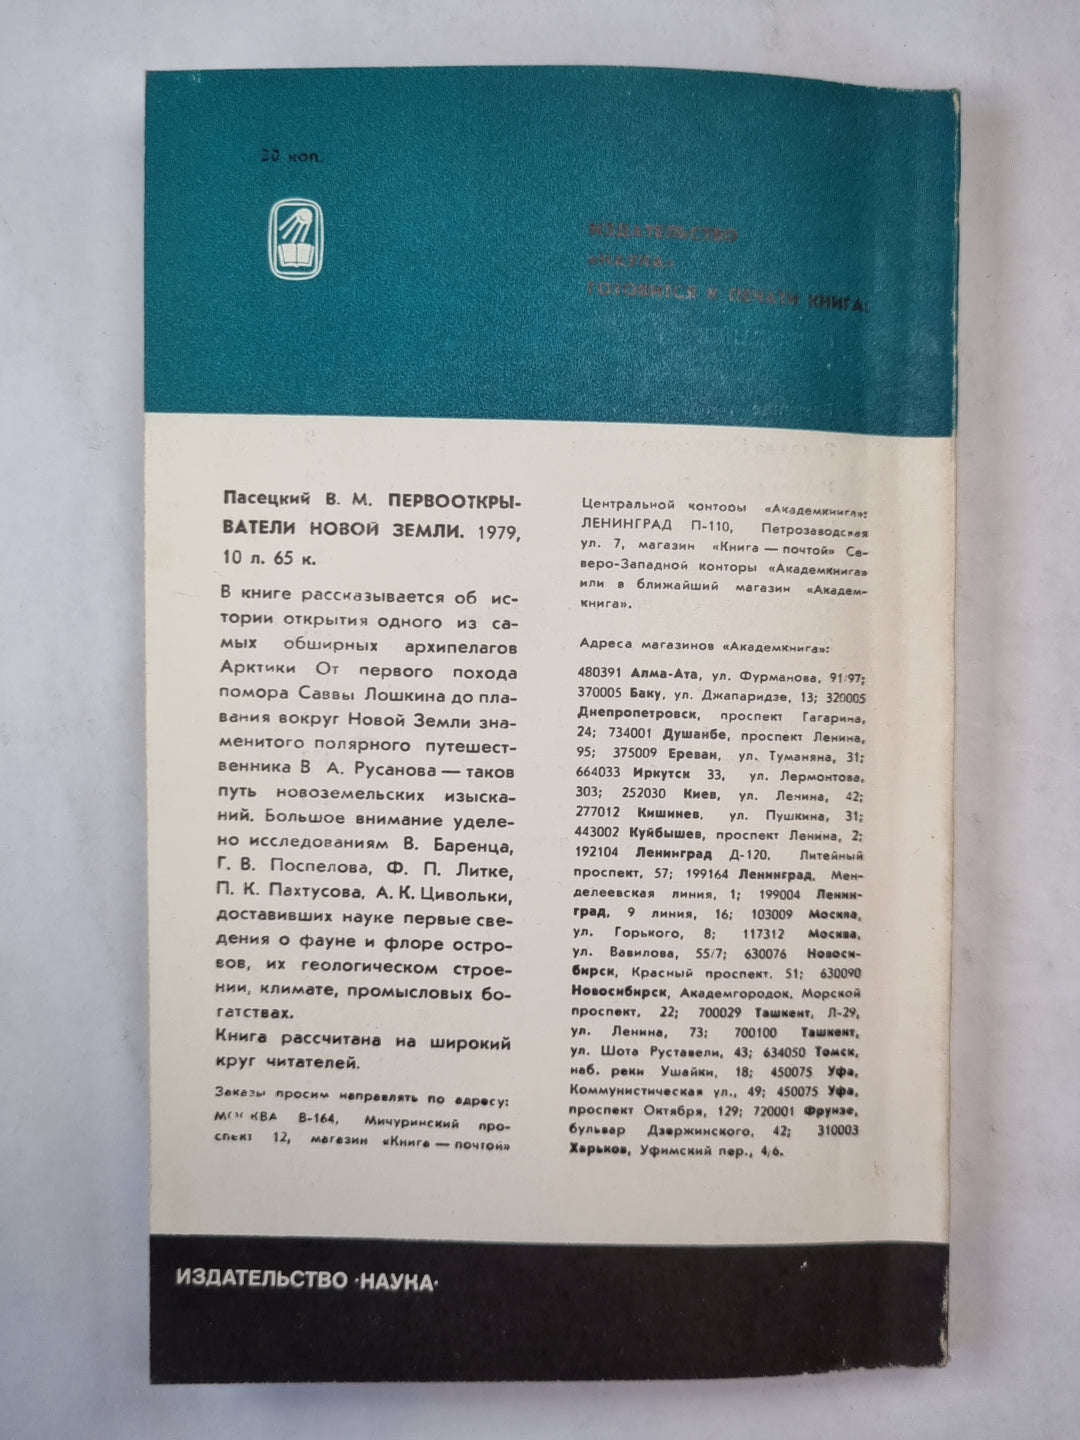 30 коп.
ИЗДАТЕЛЬСТВО
«НАУКА»
ГОТОВИТСЯ К ПЕЧАТИ КНИГА:
Пасецкий В. М. ПЕРВООТКРЫ-
ВАТЕЛИ НОВОЙ ЗЕМЛИ. 1979,
10 л. 65 к.
В книге рассказывается об ис-
тории открытия одного из са-
мых обширных архипелагов
Арктики От первого похода
помора Саввы Лошкина до пла-
вания вокруг Новой Земли зна-
менитого полярного путешест-
венника В А. Русанова — таков
путь новоземельских изыска-
ний. Большое внимание уделе-
но исследованиям В. Баренца,
Г. В. Поспелова, Ф. П. Литке,
П. К. Пахтусова, А. К. Цивольки,
доставивших науке первые све-
дения о фауне и флоре остро-
вов, их геологическом строе-
нии, климате, промысловых бо-
гатствах.
Книга рассчитана на широкий
круг читателей.
Заказы просим направлять по адресу:
МОСКВА В-164, Мичуринский про-
спект 12, магазин «Книга — почтой»
Центральной конторы «Академкнига»;
ЛЕНИНГРАД П-110, Петрозаводская
ул. 7, магазин «Книга — почтой» Се-
веро-Западной конторы «Академкнига»
или в ближайший магазин «Академ-
книга».
Адреса магазинов «Академкнига»:
480391 Алма-Ата, ул. Фурманова, 91/97;
370005 Баку, ул. Джапаридзе, 13; 320005
Днепропетровск, проспект Гагарина,
24; 734001 Душанбе, проспект Ленина,
95; 375009 Ереван, ул. Туманяна, 31;
664033 Иркутск 33, ул. Лермонтова,
303; 252030 Киев, ул. Ленина, 42;
277012 Кишинев, ул. Пушкина, 31;
443002 Куйбышев, проспект Ленина, 2;
192104 Ленинград Д-120, Литейный
проспект, 57; 199164 Ленинград, Мен-
делеевская линия, 1; 199004 Ленин-
град, 9 линия, 16; 103009 Москва,
ул. Горького, 8; 117312 Москва,
ул. Вавилова, 55/7; 630076 Новоси-
бирск, Красный проспект. 51; 630090
Новосибирск, Академгородок, Морской
проспект, 22; 700029 Ташкент, Л-29,
ул. Ленина, 73; 700100 Ташкент,
ул. Шота Руставели, 43; 634050 Томск,
наб. реки Ушайки, 18; 450075 Уфа,
Коммунистическая ул., 49; 450075 Уфа,
проспект Октября, 129; 720001 Фрунзе,
бульвар Дзержинского, 42; 310003
Харьков, Уфимский пер., 4/6.
ИЗДАТЕЛЬСТВО «НАУКА»